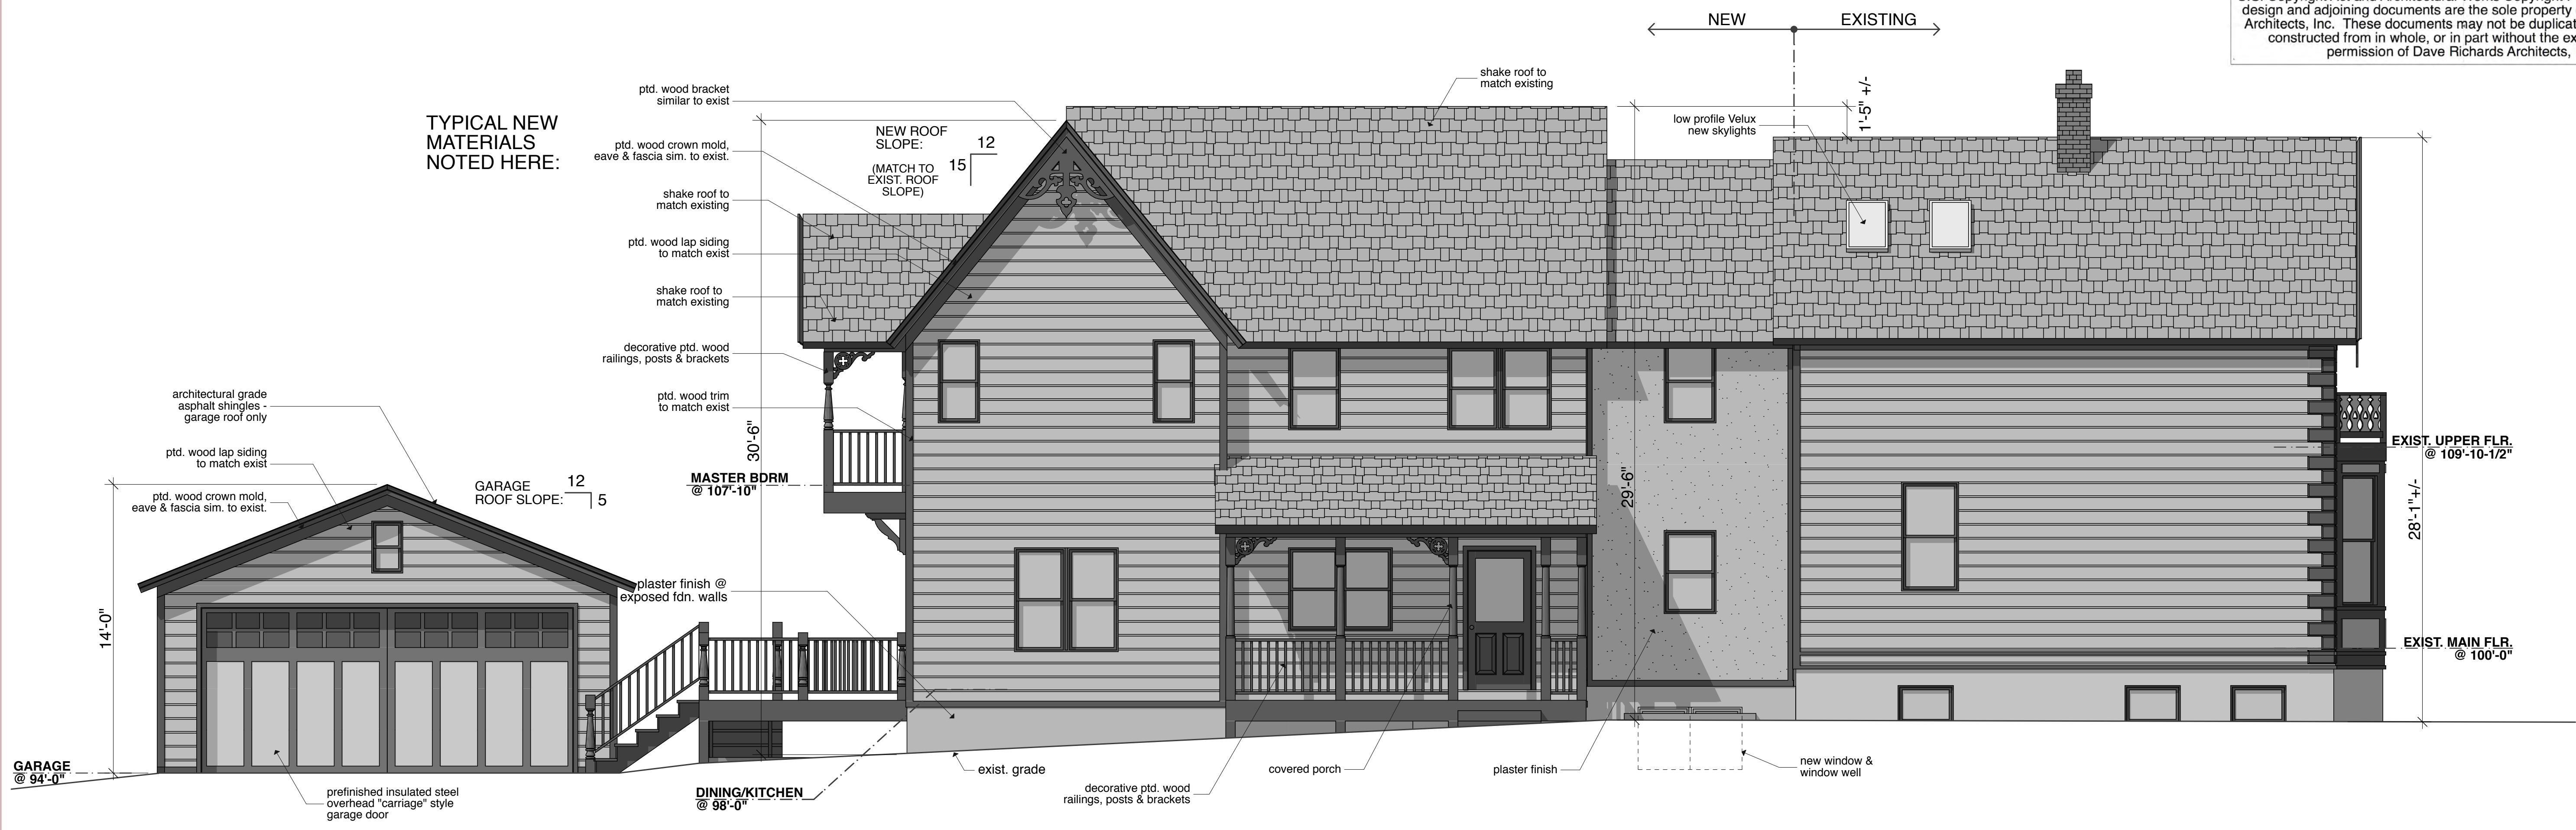 design and adjoining documents are the sole property
Architects, Inc. These documents may not be duplicat
constructed from in whole, or in part without the ex
permission of Dave Richards Architects,
NEW
EXISTING
TYPICAL NEW
MATERIALS
NOTED HERE:
ptd. wood bracket
similar to exist
ptd. wood crown mold,
eave & fascia sim. to exist.
shake roof to
match existing
ptd. wood lap siding
to match exist
shake roof to
match existing
decorative ptd. wood
railings, posts & brackets
ptd. wood trim
to match exist
NEW ROOF
SLOPE:
12
15
(MATCH TO
EXIST. ROOF
SLOPE)
shake roof to
match existing
low profile Velux
new skylights
1'-5" +/-
architectural grade
asphalt shingles -
garage roof only
ptd. wood lap siding
to match exist
ptd. wood crown mold,
eave & fascia sim. to exist.
GARAGE
ROOF SLOPE:
12
5
30'-6"
MASTER BDRM
@ 107'-10"
29'-6"
28'-1"+/-
EXIST. UPPER FLR.
@ 109'-10-1/2"
EXIST. MAIN FLR.
@ 100'-0"
14'-0"
plaster finish @
exposed fdn. walls
GARAGE
@ 94'-0"
prefinished insulated steel
overhead "carriage" style
garage door
DINING/KITCHEN
@ 98'-0"
exist. grade
decorative ptd. wood
railings, posts & brackets
covered porch
plaster finish
new window &
window well